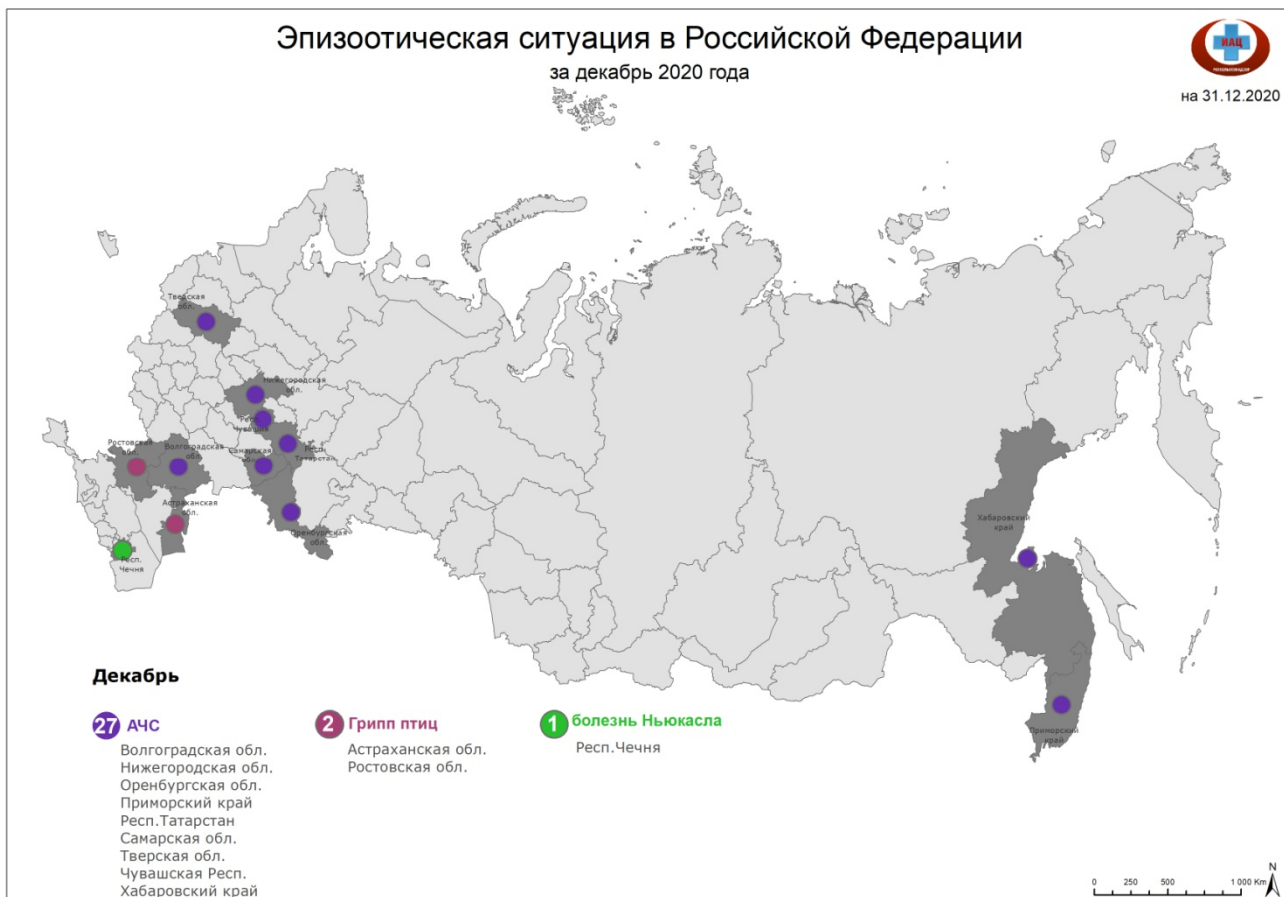 Эпизоотическая ситуация в Российской Федерации
за декабрь 2020 года
ИАЦ
РОССЕЛЬХОЗНАДЗОР
на 31.12.2020
Тверская
обл.
Нижегородская
обл.
Респ.
Чувашия
Ростовская
обл.
Волгоградская
обл.
Самарская
обл.
Респ.
Татарстан
Астраханская
обл.
Оренбургская
обл.
Респ.
Чечня
Хабаровский
край
Приморский
край
Декабрь
27 АЧС
Волгоградская обл.
Нижегородская обл.
Оренбургская обл.
Приморский край
Респ.Татарстан
Самарская обл.
Тверская обл.
Чувашская Респ.
Хабаровский край
2 Грипп птиц
Астраханская обл.
Ростовская обл.
1 болезнь Ньюкасла
Респ.Чечня
N
0 250 500 1 000 Km